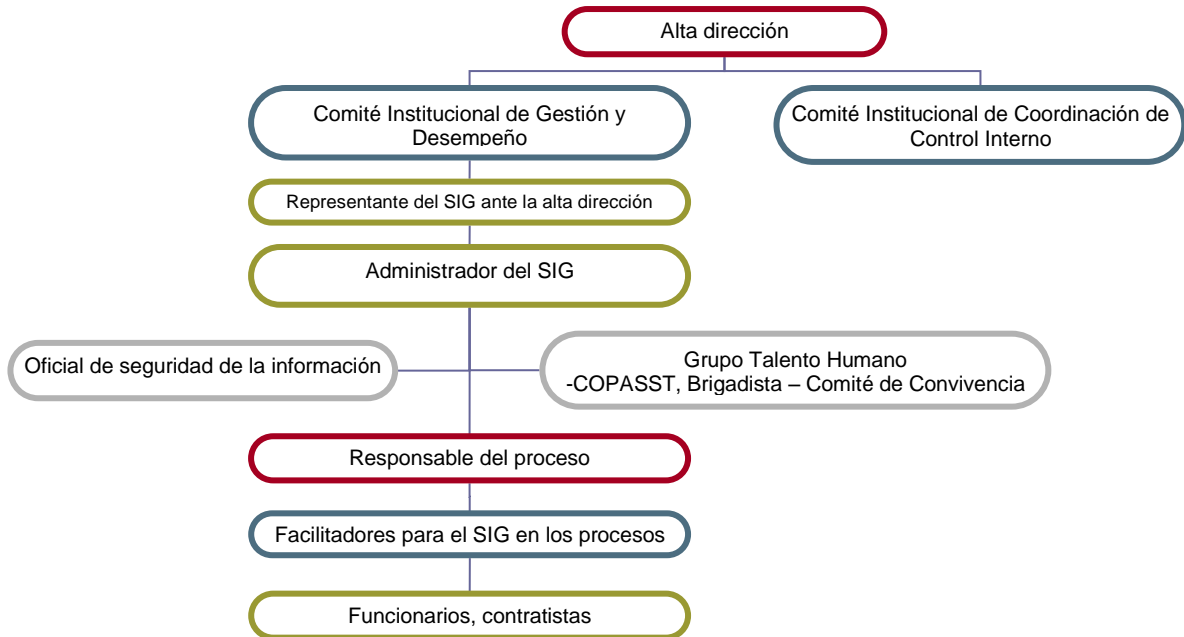 Alta dirección
Comité Institucional de Gestión y
Desempeño
Comité Institucional de Coordinación de
Control Interno
Representante del SIG ante la alta dirección
Administrador del SIG
Oficial de seguridad de la información
Grupo Talento Humano
-COPASST, Brigadista – Comité de Convivencia
Responsable del proceso
Facilitadores para el SIG en los procesos
Funcionarios, contratistas